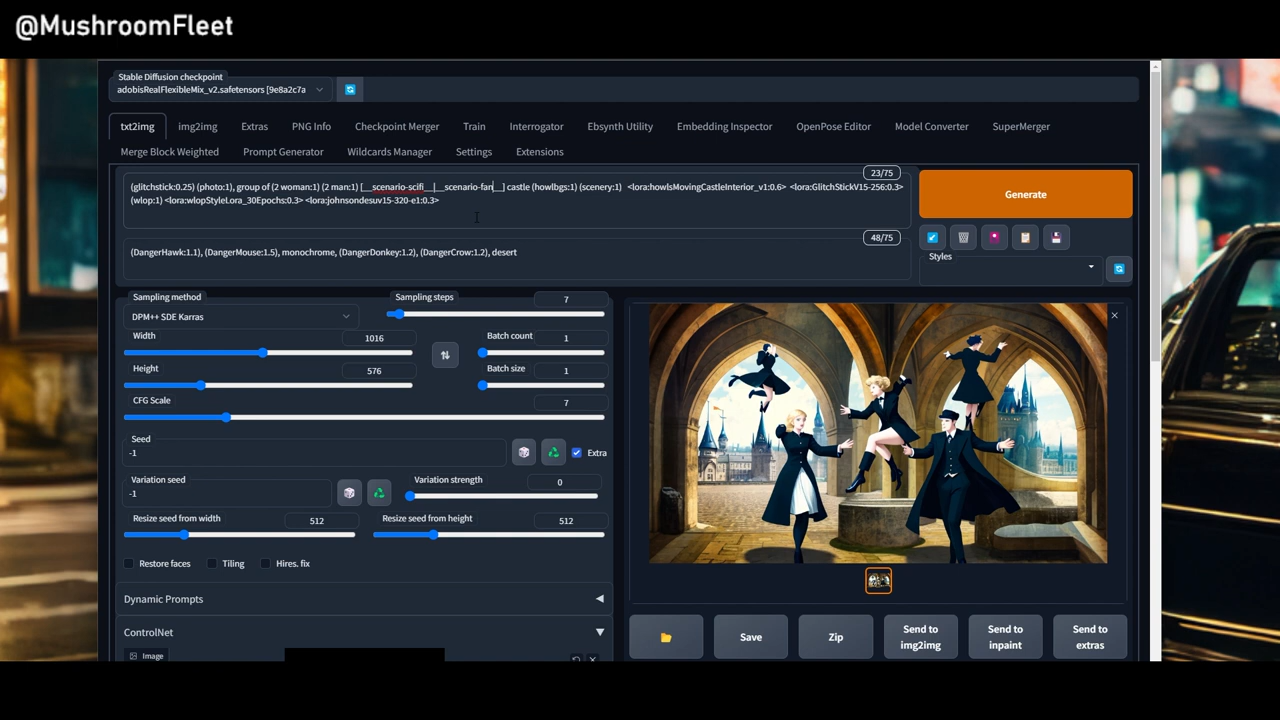 @MushroomFleet
Stable Diffusion checkpoint
adobisRealFlexibleMix_v2.safetensors [9e8a2c7a
txt2img img2img Extras PNG Info Checkpoint Merger Train Interrogator Ebsynth Utility Embedding Inspector OpenPose Editor Model Converter SuperMerger
Merge Block Weighted Prompt Generator Wildcards Manager Settings Extensions
23/75
(glitchstick:0.25) (photo:1), group of (2 woman:1) (2 man:1) [__scenario-scifi__|__scenario-fan__] castle (howlbgs:1) (scenery:1) <lora:howlsMovingCastleInterior_v1:0.6> <lora:GlitchStickV15-256:0.3>
(wlop:1) <lora:wlopStyleLora_30Epochs:0.3> <lora:johnsondesuv15-320-e1:0.3>
Generate
48/75
(DangerHawk:1.1), (DangerMouse:1.5), monochrome, (DangerDonkey:1.2), (DangerCrow:1.2), desert
Styles
Sampling method
DPM++ SDE Karras
Sampling steps 7
Width 1016
Batch count 1
Height 576
Batch size 1
CFG Scale 7
Seed
-1
Extra
Variation seed
-1
Variation strength 0
Resize seed from width 512
Resize seed from height 512
Restore faces Tiling Hires. fix
Dynamic Prompts
ControlNet
Image
Save
Zip
Send to
img2img
Send to
inpaint
Send to
extras